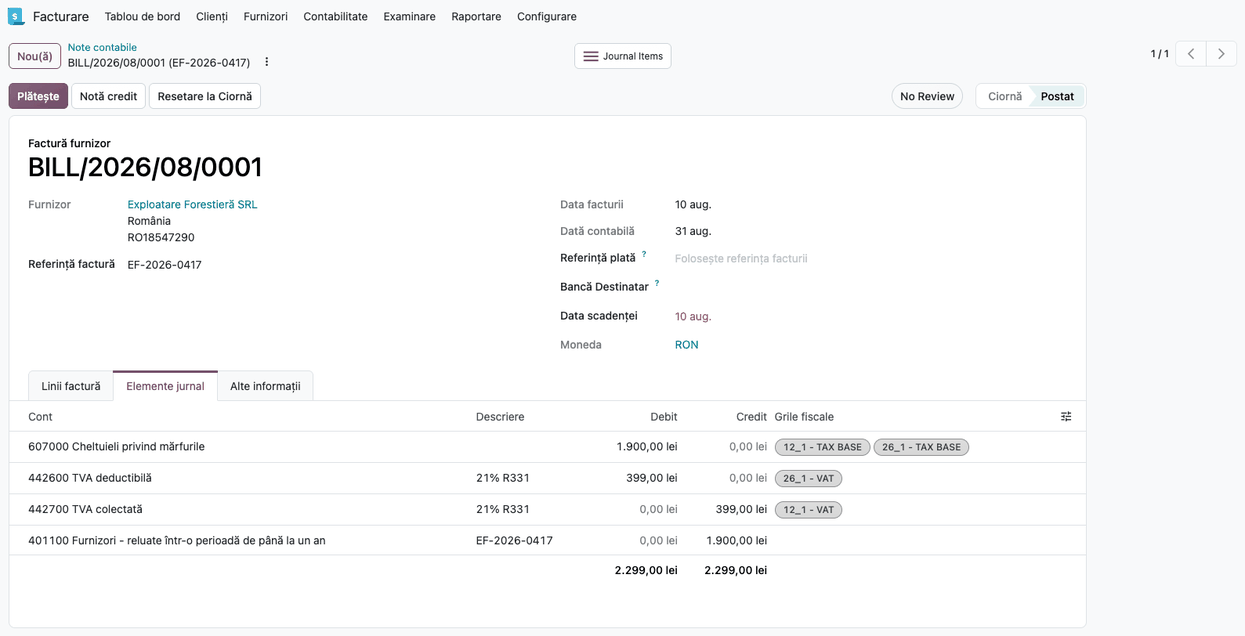 Facturare Tablou de bord Clienți Furnizori Contabilitate Examinare Raportare Configurare
Nou(ă) Note contabile
BILL/2026/08/0001 (EF-2026-0417)
Journal Items
1 / 1
Plătește Notă credit Resetare la Ciornă No Review Ciornă Postat
Factură furnizor
BILL/2026/08/0001
Furnizor Exploatare Forestieră SRL
România
RO18547290
Referință factură EF-2026-0417
Data facturii 10 aug.
Dată contabilă 31 aug.
Referință plată ? Folosește referința facturii
Bancă Destinatar ?
Data scadenței 10 aug.
Moneda RON
Linii factură Elemente jurnal Alte informații
Cont Descriere Debit Credit Grile fiscale
607000 Cheltuieli privind mărfurile 1.900,00 lei 0,00 lei 12_1 - TAX BASE 26_1 - TAX BASE
442600 TVA deductibilă 21% R331 399,00 lei 0,00 lei 26_1 - VAT
442700 TVA colectată 21% R331 0,00 lei 399,00 lei 12_1 - VAT
401100 Furnizori - reluate într-o perioadă de până la un an EF-2026-0417 0,00 lei 1.900,00 lei
2.299,00 lei 2.299,00 lei